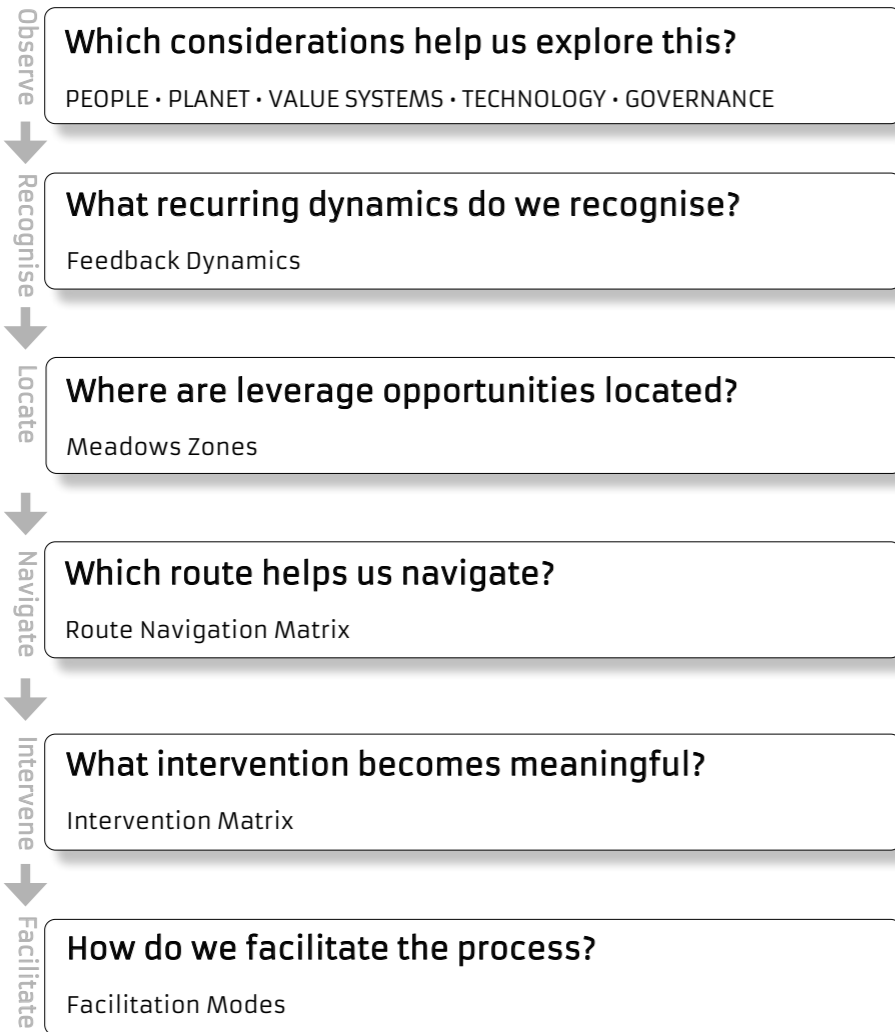 Observe
Which considerations help us explore this?
PEOPLE • PLANET • VALUE SYSTEMS • TECHNOLOGY • GOVERNANCE
Recognise
What recurring dynamics do we recognise?
Feedback Dynamics
Locate
Where are leverage opportunities located?
Meadows Zones
Navigate
Which route helps us navigate?
Route Navigation Matrix
Intervene
What intervention becomes meaningful?
Intervention Matrix
Facilitate
How do we facilitate the process?
Facilitation Modes